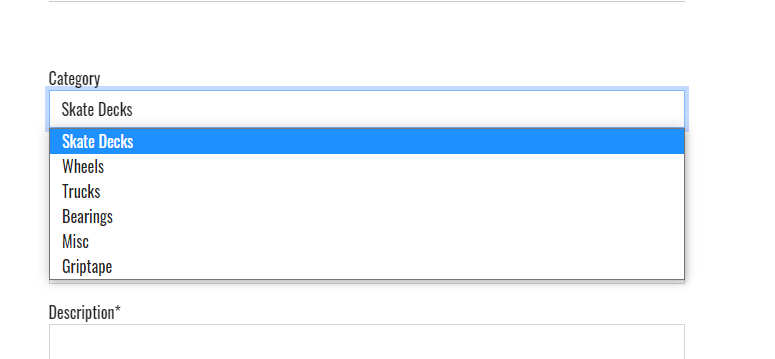 Category
Skate Decks
Skate Decks
Wheels
Trucks
Bearings
Misc
Griptape
Description*